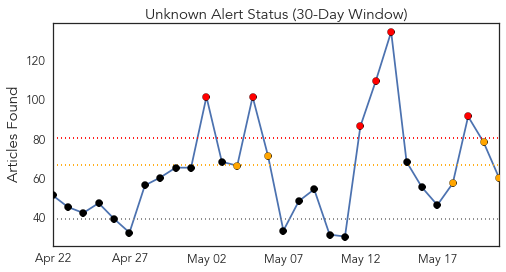 Unknown Alert Status (30-Day Window)
Articles Found
120
100
80
60
40
Apr 22 Apr 27 May 02 May 07 May 12 May 17